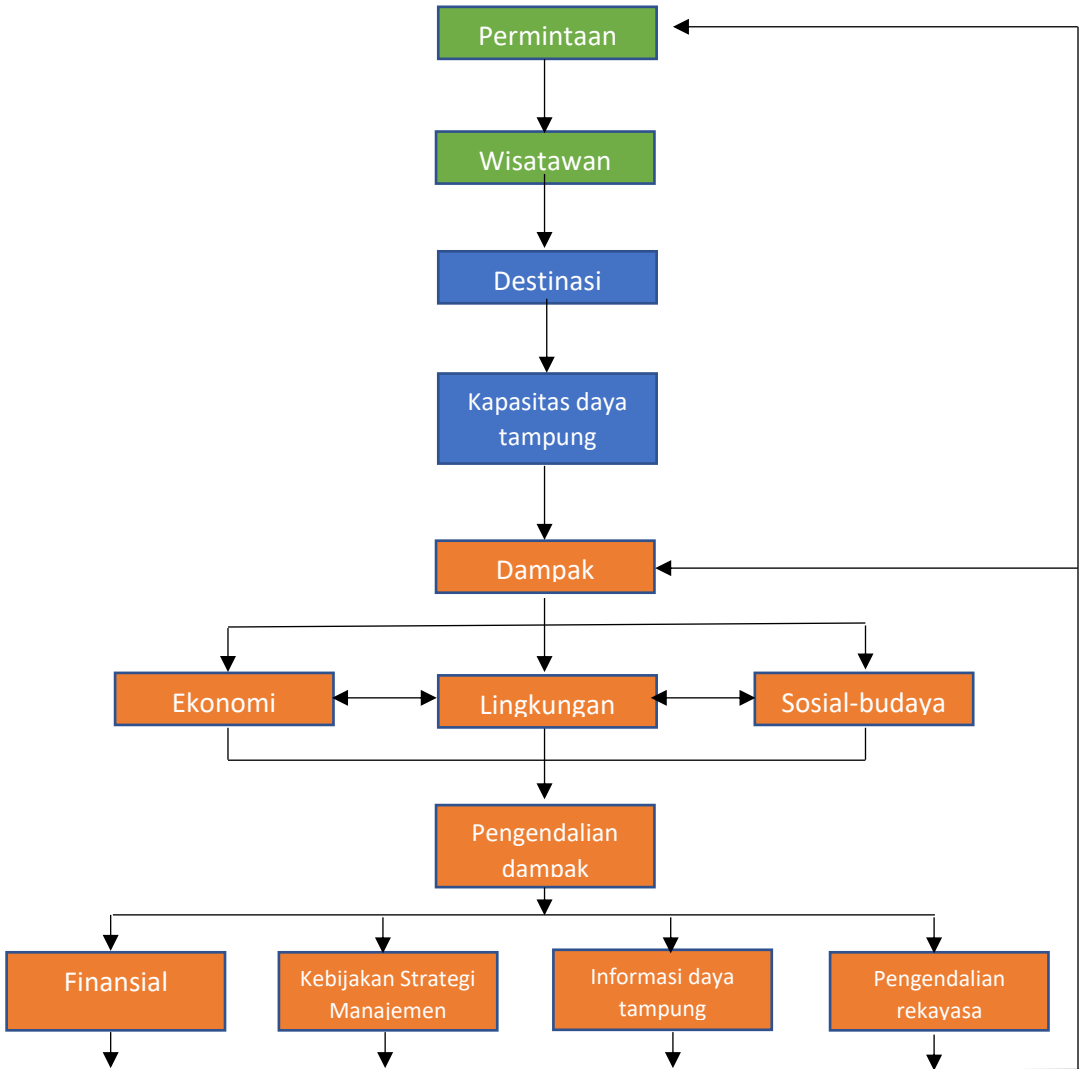 Permintaan
Wisatawan
Destinasi
Kapasitas daya
tampung
Dampak
Ekonomi
Lingkungan
Sosial-budaya
Pengendalian
dampak
Finansial
Kebijakan Strategi
Manajemen
Informasi daya
tampung
Pengendalian
rekayasa